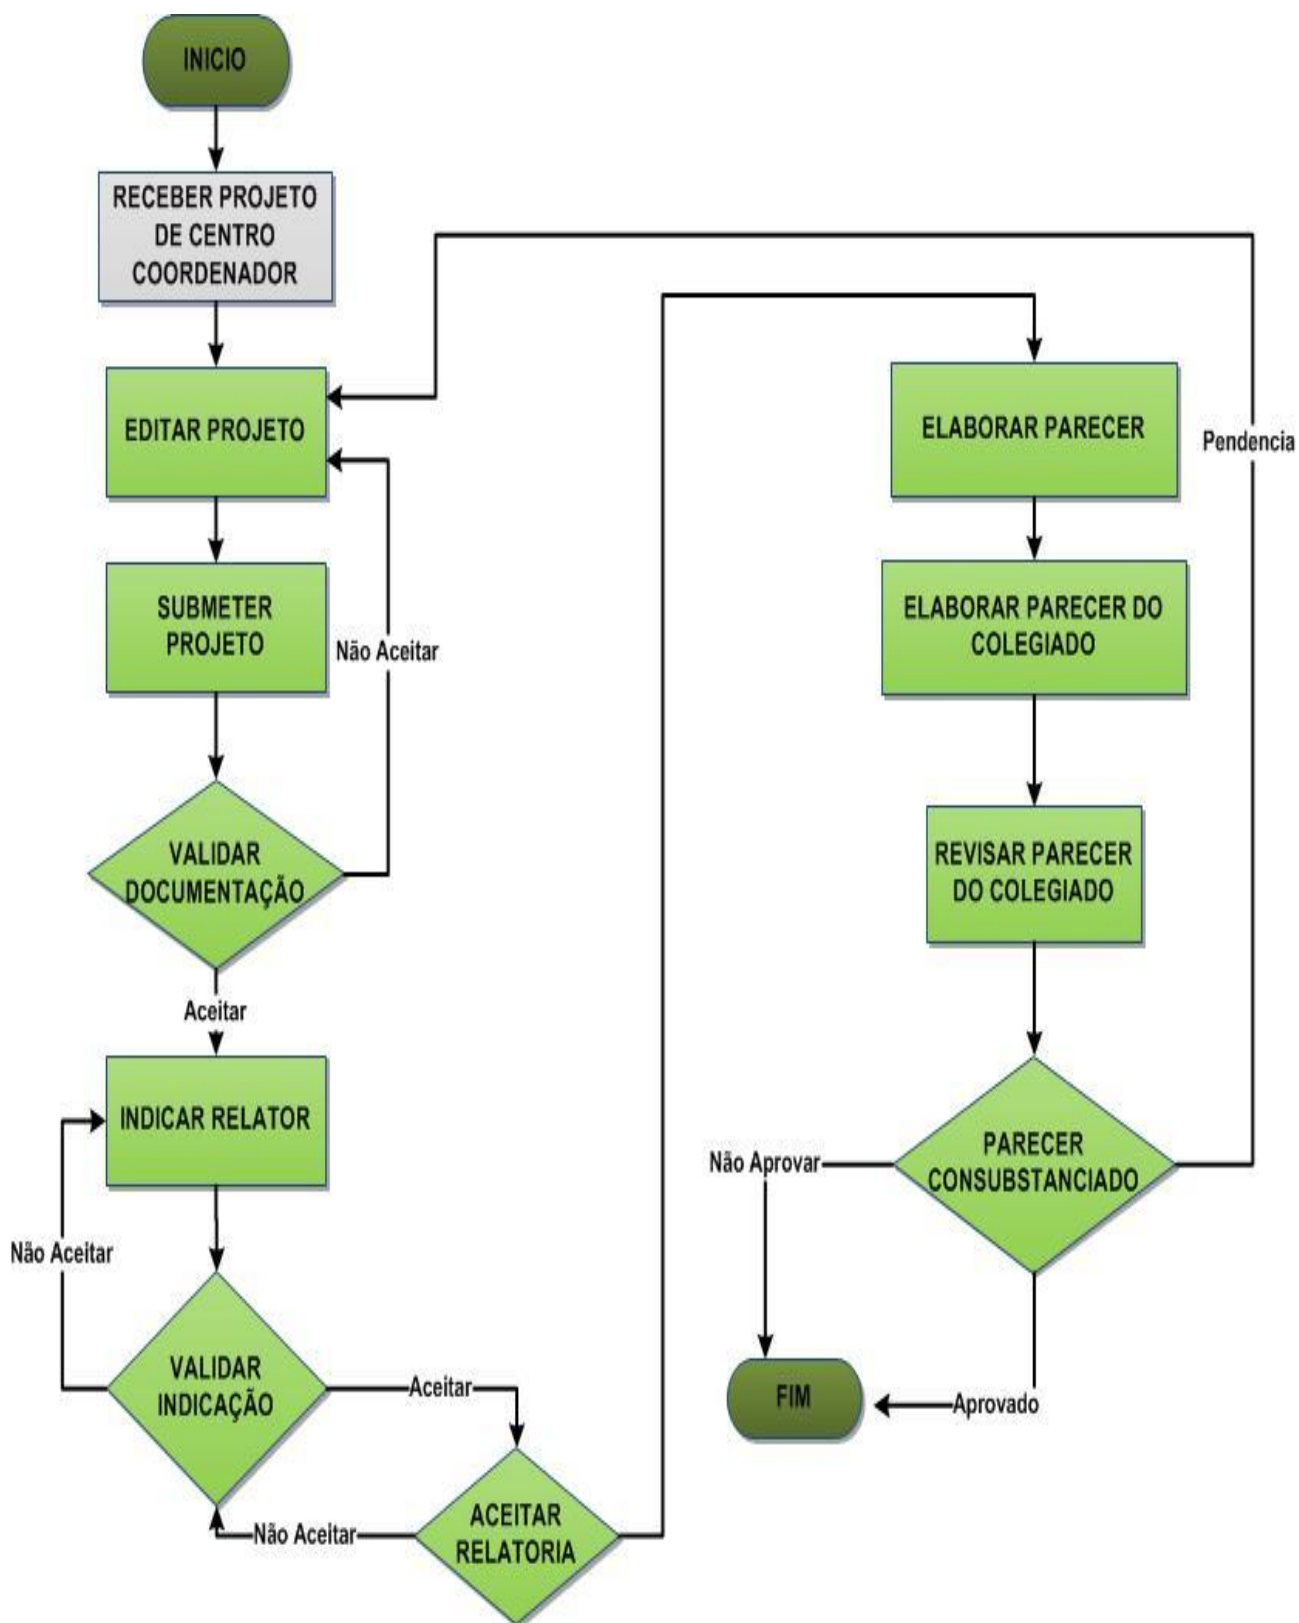 INICIO
RECEBER PROJETO
DE CENTRO
COORDENADOR
EDITAR PROJETO
SUBMETER
PROJETO
Não Aceitar
VALIDAR
DOCUMENTAÇÃO
Aceitar
INDICAR RELATOR
Não Aceitar
VALIDAR
INDICAÇÃO
Aceitar
Não Aceitar
ACEITAR
RELATORIA
ELABORAR PARECER
Pendencia
ELABORAR PARECER DO
COLEGIADO
REVISAR PARECER
DO COLEGIADO
PARECER
CONSUBSTANCIADO
Não Aprovar
FIM
Aprovado